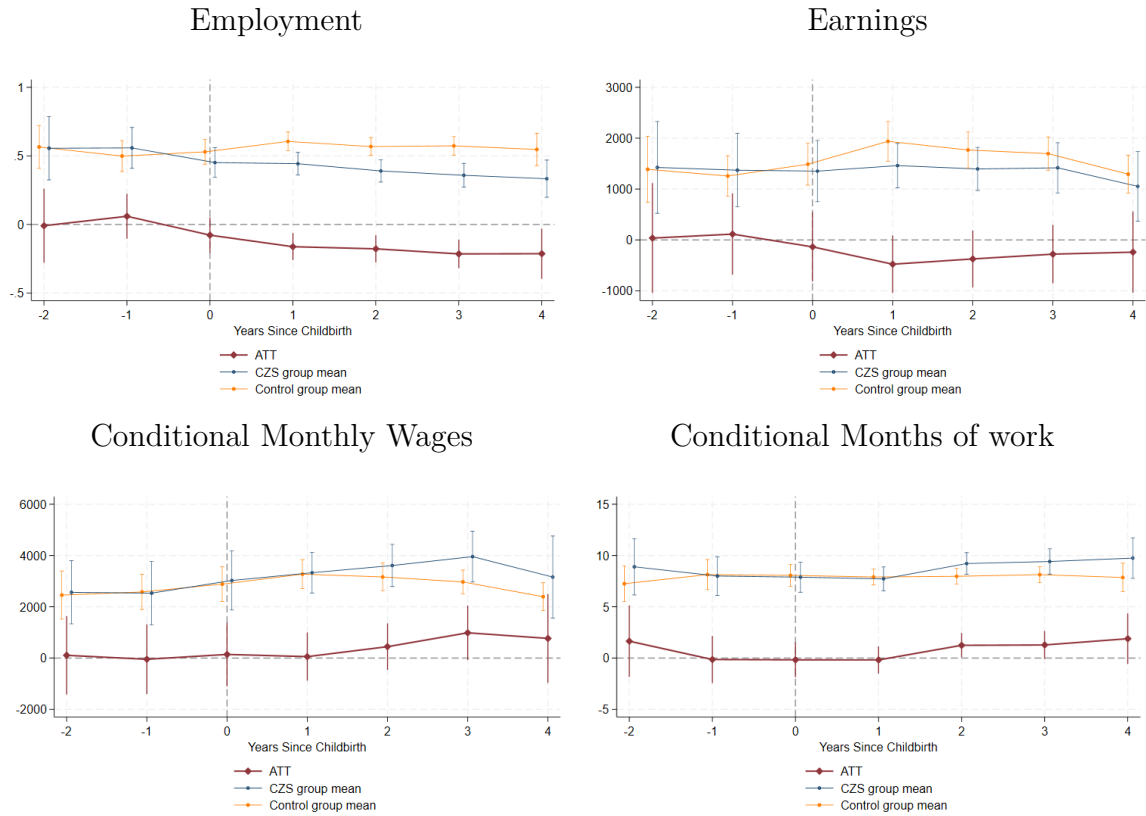 Employment
1
.5
0
-.5
-2 -1 0 1 2 3 4
Years Since Childbirth
ATT
CZS group mean
Control group mean
Earnings
3000
2000
1000
0
-1000
-2 -1 0 1 2 3 4
Years Since Childbirth
ATT
CZS group mean
Control group mean
Conditional Monthly Wages
6000
4000
2000
0
-2000
-2 -1 0 1 2 3 4
Years Since Childbirth
ATT
CZS group mean
Control group mean
Conditional Months of work
15
10
5
0
-5
-2 -1 0 1 2 3 4
Years Since Childbirth
ATT
CZS group mean
Control group mean